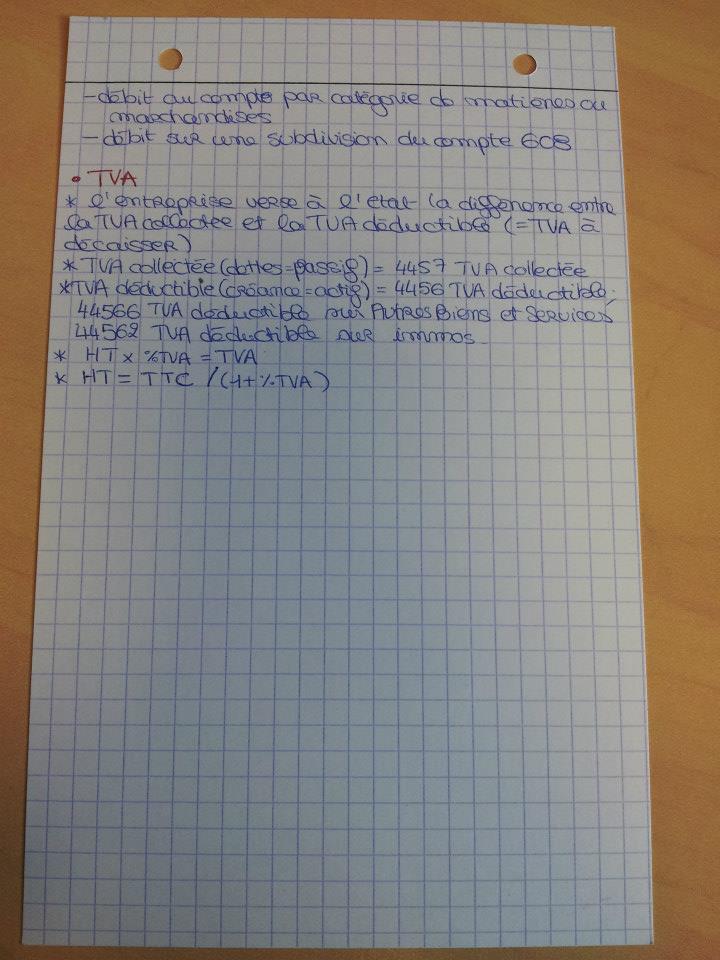 - débit au compte par catégorie de matières ou
marchandises
- débit sur une subdivision du compte 608
• TVA
* l'entreprise verse à l'état la différence entre
la TVA collectée et la TVA déductible (= TVA à
décaisser)
* TVA collectée (dettes = passif) = 4457 TVA collectée
* TVA déductible (créance = actif) = 4456 TVA déductible.
44566 TVA déductible sur Autres Biens et Services
44562 TVA déductible sur immos
* HT x % TVA = TVA
* HT = TTC / (1 + % TVA)